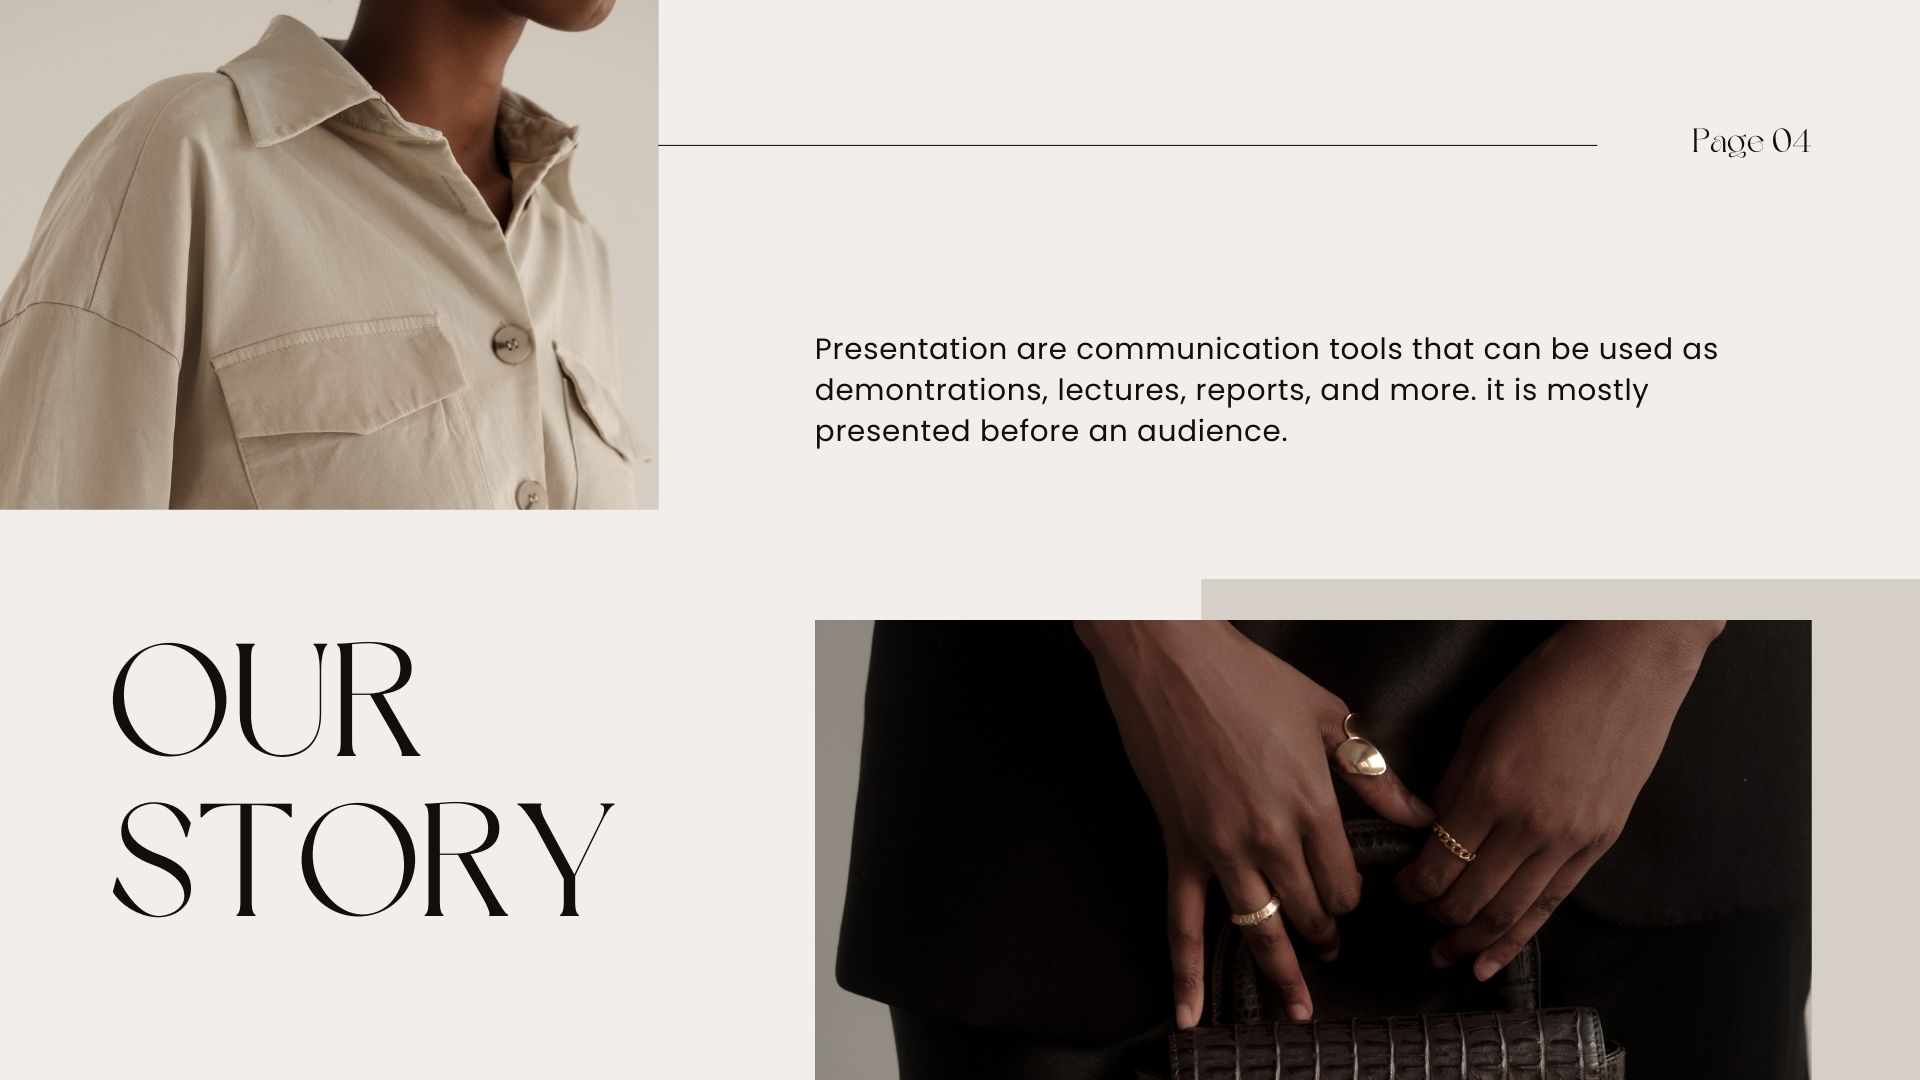 Page 04
Presentation are communication tools that can be used as
demontrations, lectures, reports, and more. it is mostly
presented before an audience.
OUR
STORY